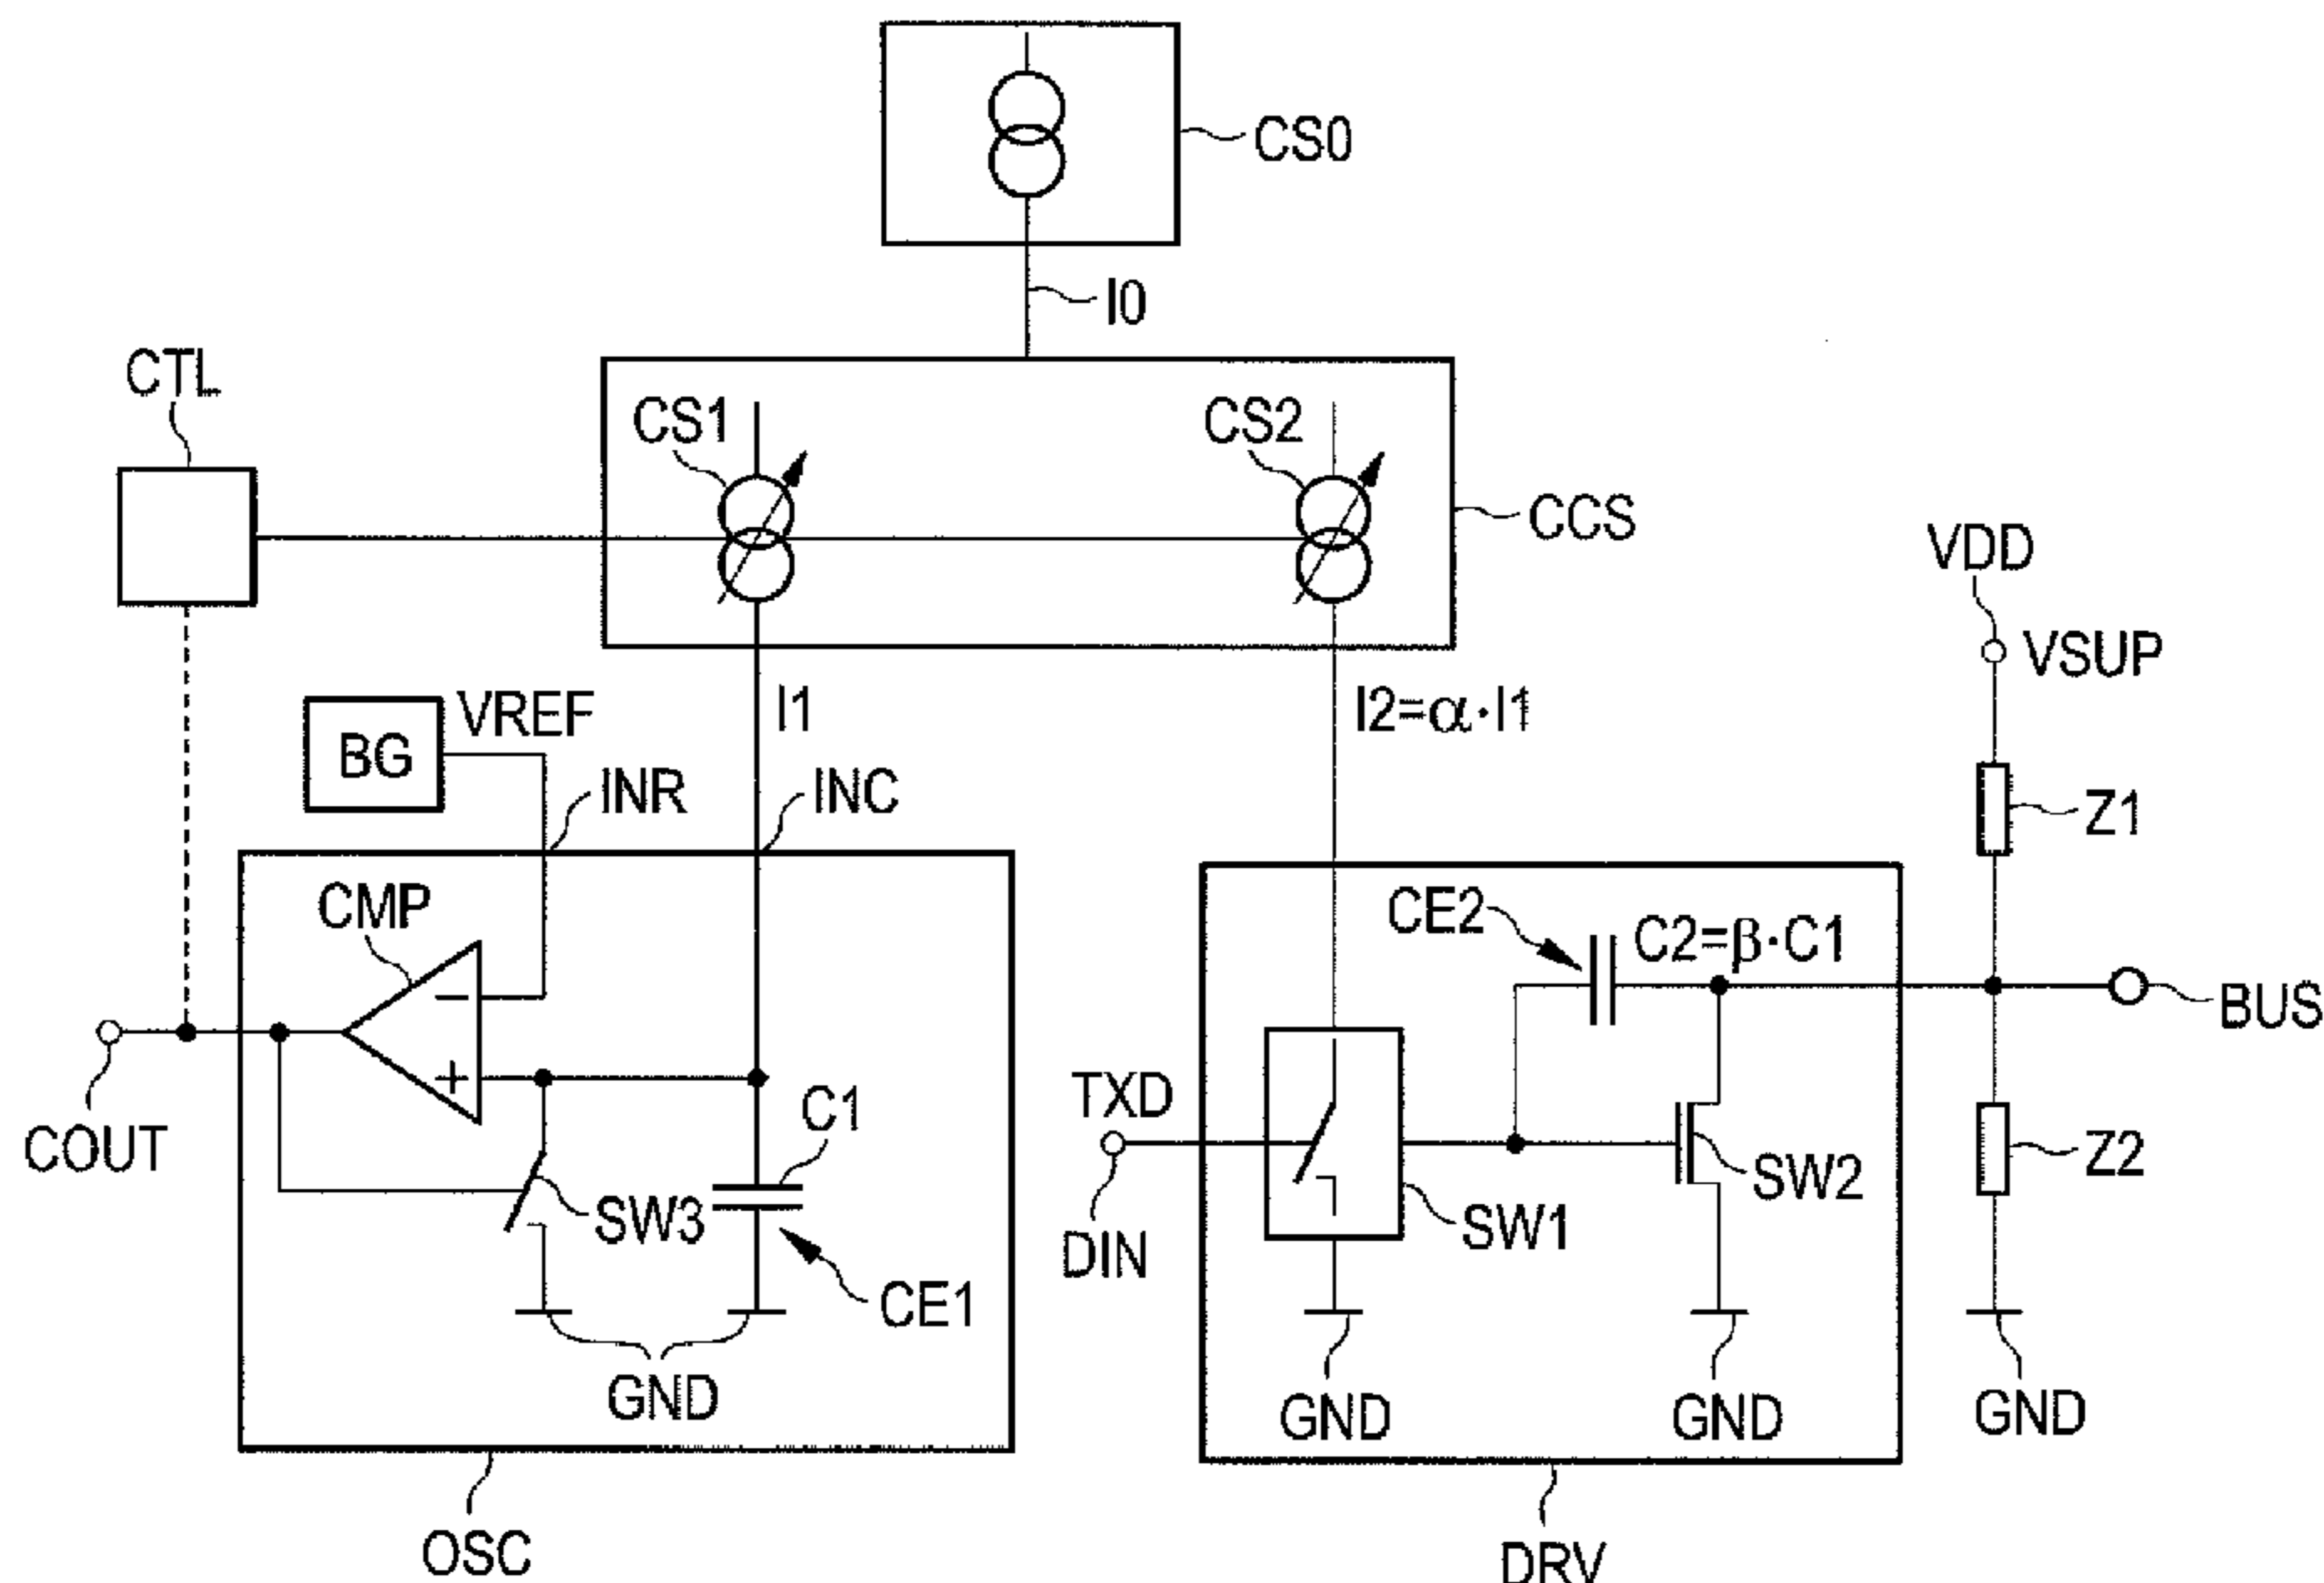 CS0
I0
CTL
CS1
CS2
CCS
VDD
VSUP
VREF
I1
I2=α·I1
BG
INR
INC
Z1
CMP
CE2
C2=β·C1
BUS
TXD
C1
COUT
Z2
SW3
SW1
SW2
DIN
CE1
GND
GND
GND
GND
OSC
DRV